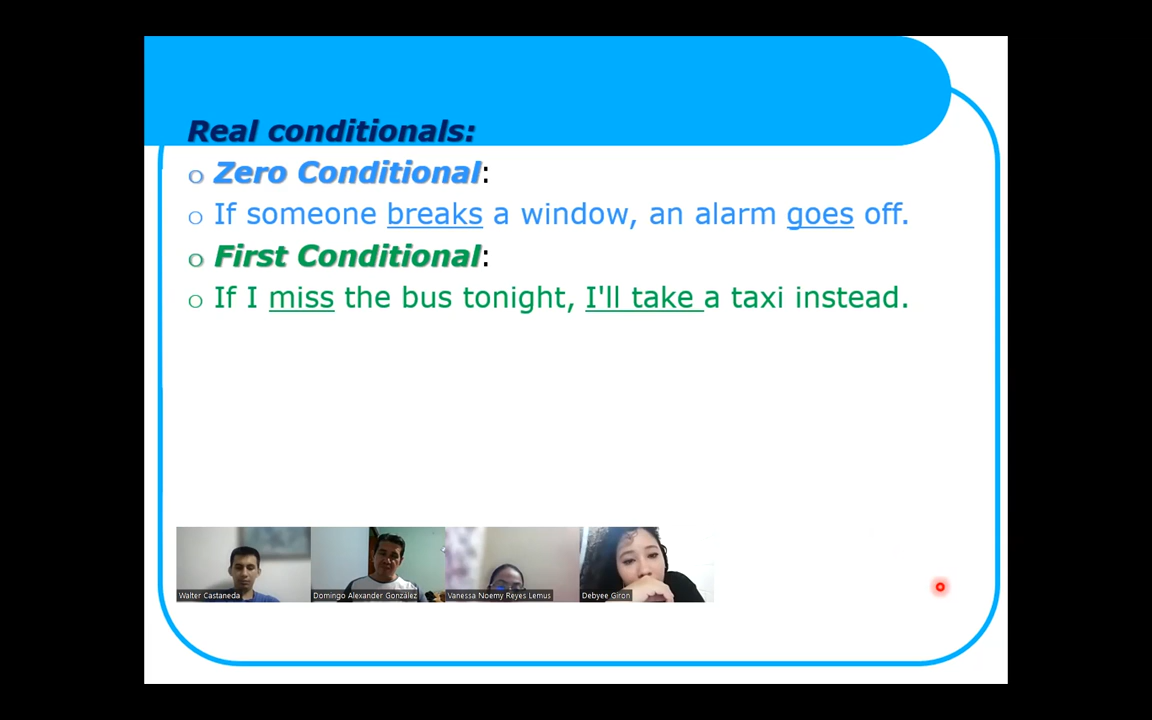 Real conditionals:
o Zero Conditional:
o If someone breaks a window, an alarm goes off.
o First Conditional:
o If I miss the bus tonight, I'll take a taxi instead.
Walter Castaneda
Domingo Alexander González
Vanessa Noemy Reyes Lemus
Debyee Giron